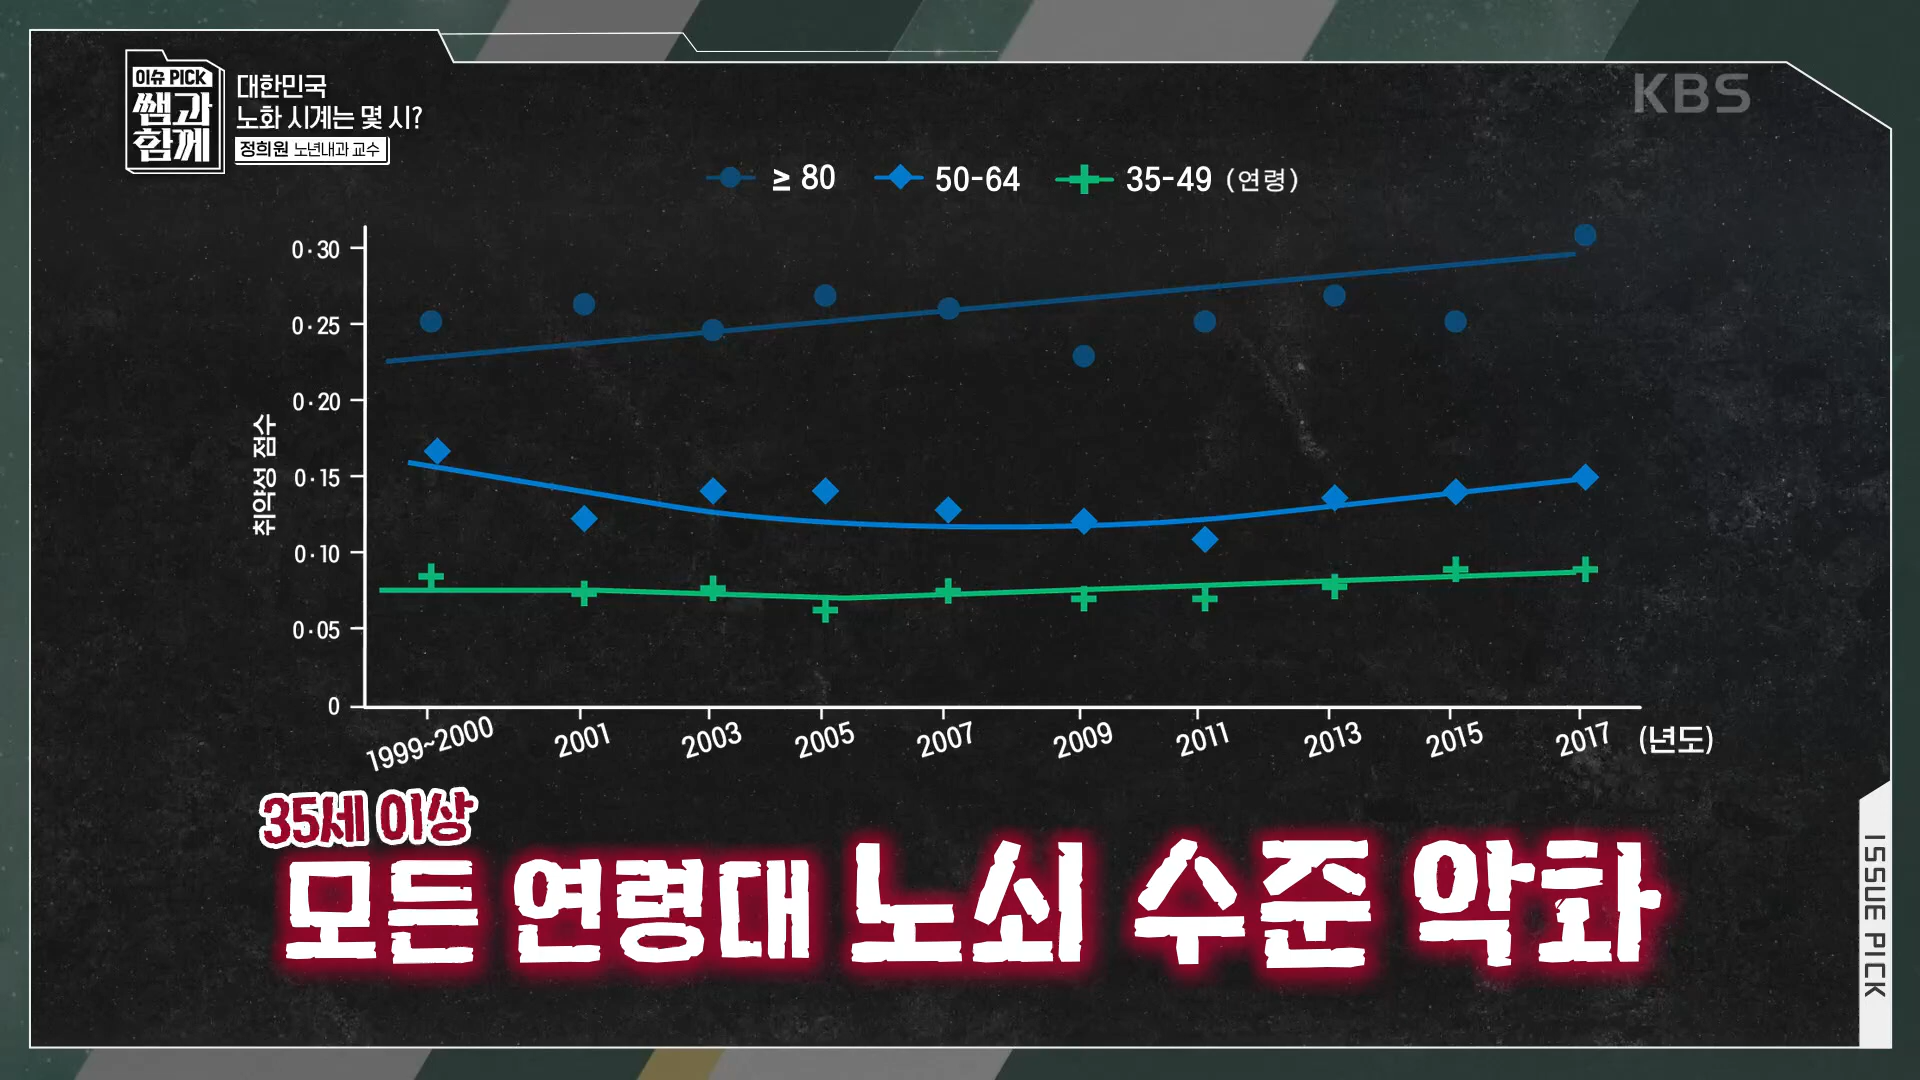 이슈 PICK
쌤과
함께
대한민국
노화 시계는 몇 시?
정희원 노년내과 교수
KBS
≥ 80
50-64
35-49 (연령)
취약성 점수
0·30
0·25
0·20
0·15
0·10
0·05
0
1999~2000
2001
2003
2005
2007
2009
2011
2013
2015
2017
(년도)
35세 이상
모든 연령대 노쇠 수준 악화
ISSUE PICK